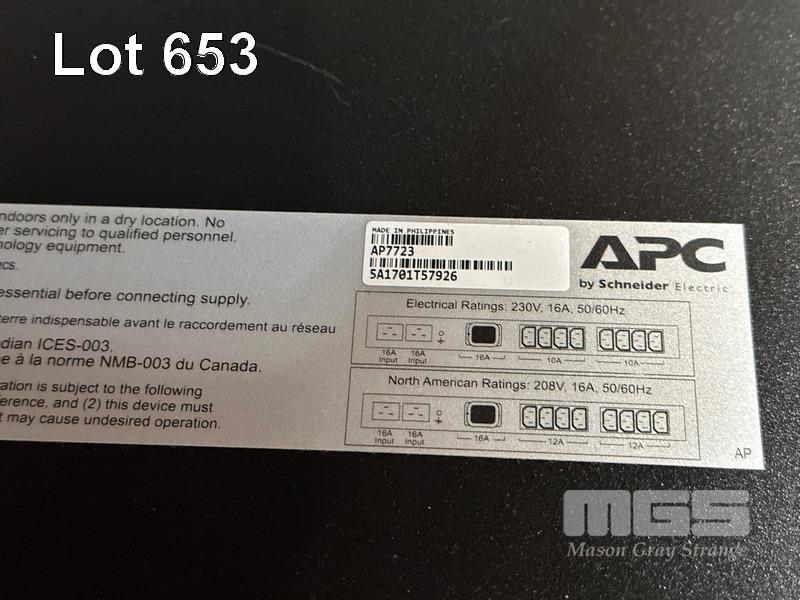 Lot 653
ndoors only in a dry location. No
er servicing to qualified personnel.
nology equipment.
ecs.
essential before connecting supply.
terre indispensable avant le raccordement au réseau
dian ICES-003.
e à la norme NMB-003 du Canada.
ration is subject to the following
ference, and (2) this device must
t may cause undesired operation.
MADE IN PHILIPPINES
AP7723
5A1701T57926
APC
by Schneider Electric
Electrical Ratings: 230V, 16A, 50/60Hz
16A Input
16A Input
16A
10A
10A
North American Ratings: 208V, 16A, 50/60Hz
16A Input
16A Input
16A
12A
12A
AP
MGS
Mason Gray Strange